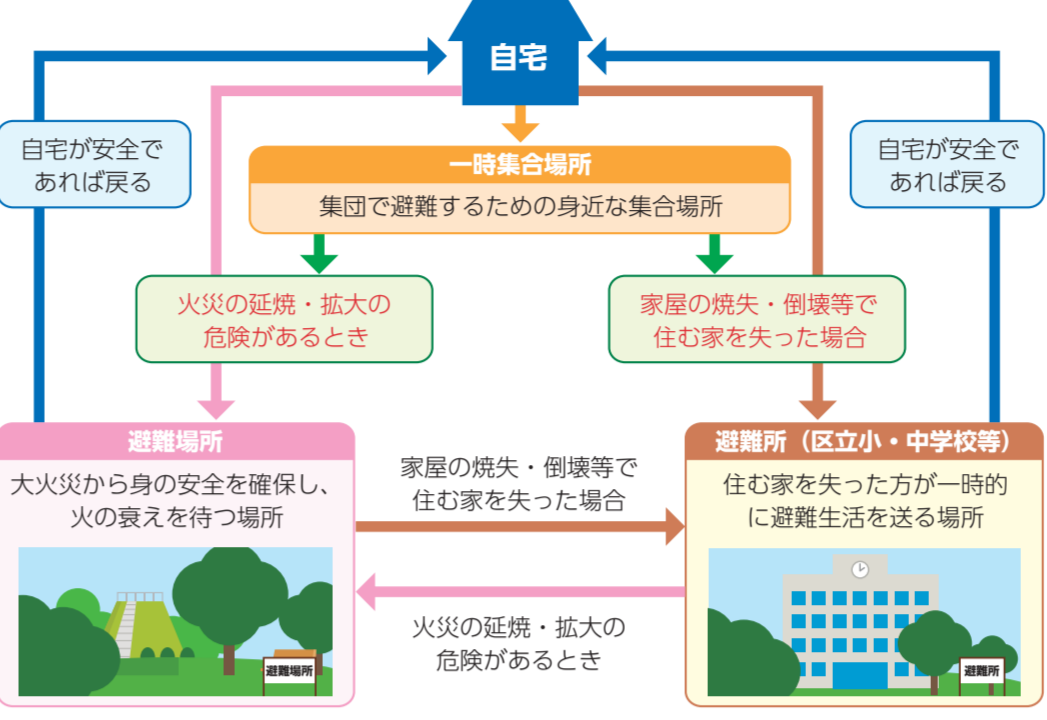 自宅
自宅が安全で
あれば戻る
一時集合場所
集団で避難するための身近な集合場所
自宅が安全で
あれば戻る
火災の延焼・拡大の
危険があるとき
家屋の焼失・倒壊等で
住む家を失った場合
避難場所
大火災から身の安全を確保し、
火の衰えを待つ場所
避難場所
家屋の焼失・倒壊等で
住む家を失った場合
火災の延焼・拡大の
危険があるとき
避難所（区立小・中学校等）
住む家を失った方が一時的
に避難生活を送る場所
避難所